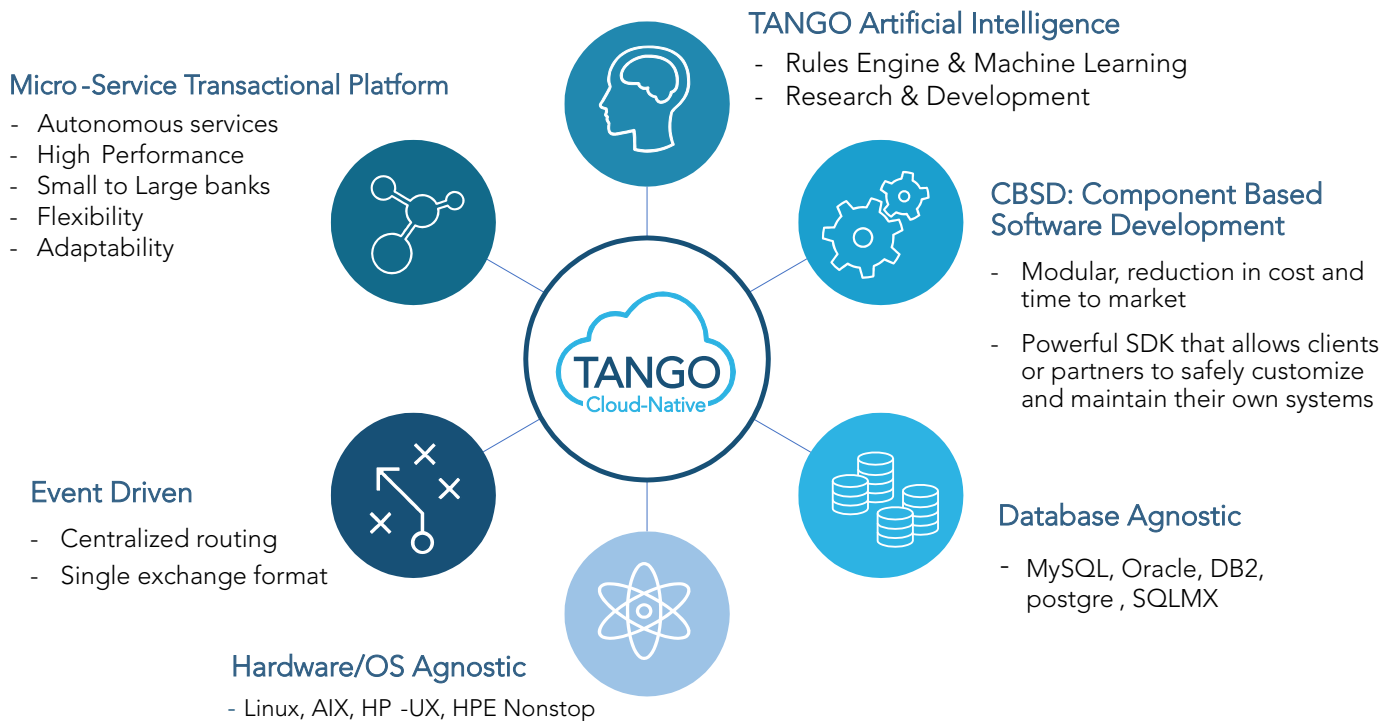 TANGO Artificial Intelligence
- Rules Engine & Machine Learning
- Research & Development
Micro-Service Transactional Platform
- Autonomous services
- High Performance
- Small to Large banks
- Flexibility
- Adaptability
CBSD: Component Based
Software Development
- Modular, reduction in cost and
time to market
- Powerful SDK that allows clients
or partners to safely customize
and maintain their own systems
TANGO
Cloud-Native
Event Driven
- Centralized routing
- Single exchange format
Database Agnostic
- MySQL, Oracle, DB2,
postgre , SQLMX
Hardware/OS Agnostic
- Linux, AIX, HP -UX, HPE Nonstop